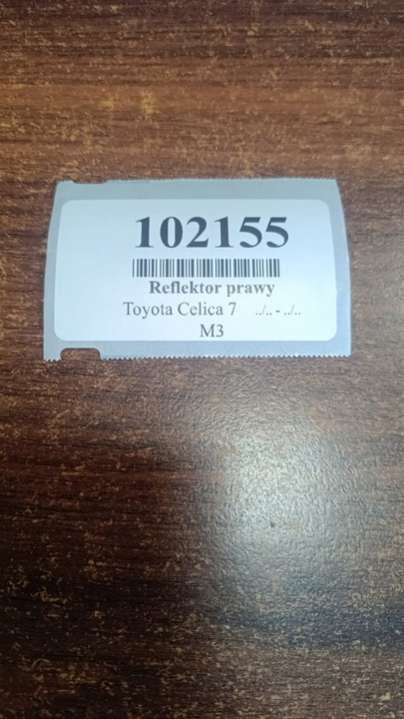 102155
Reflektor prawy
Toyota Celica 7 ../.. - ../..
M3